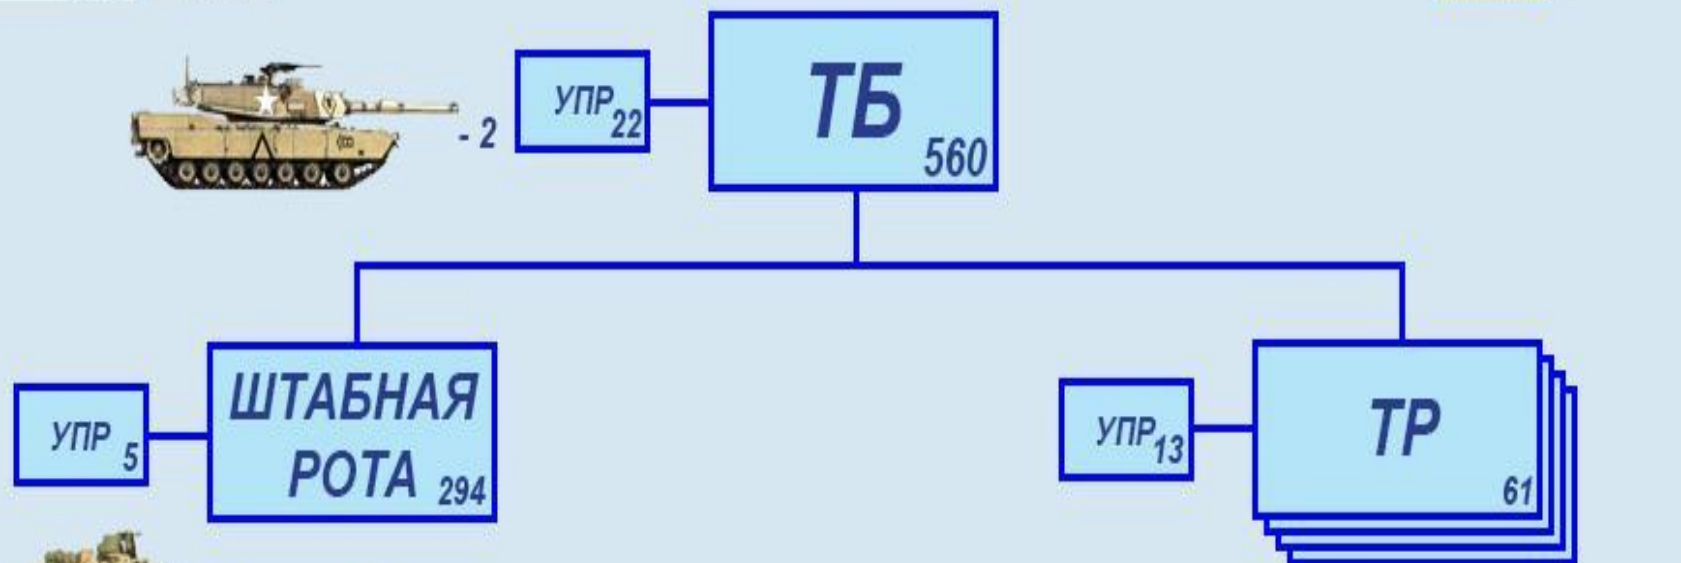 ТБ
560
УПР 22
- 2
ШТАБНАЯ
РОТА 294
УПР 5
УПР 13
ТР
61